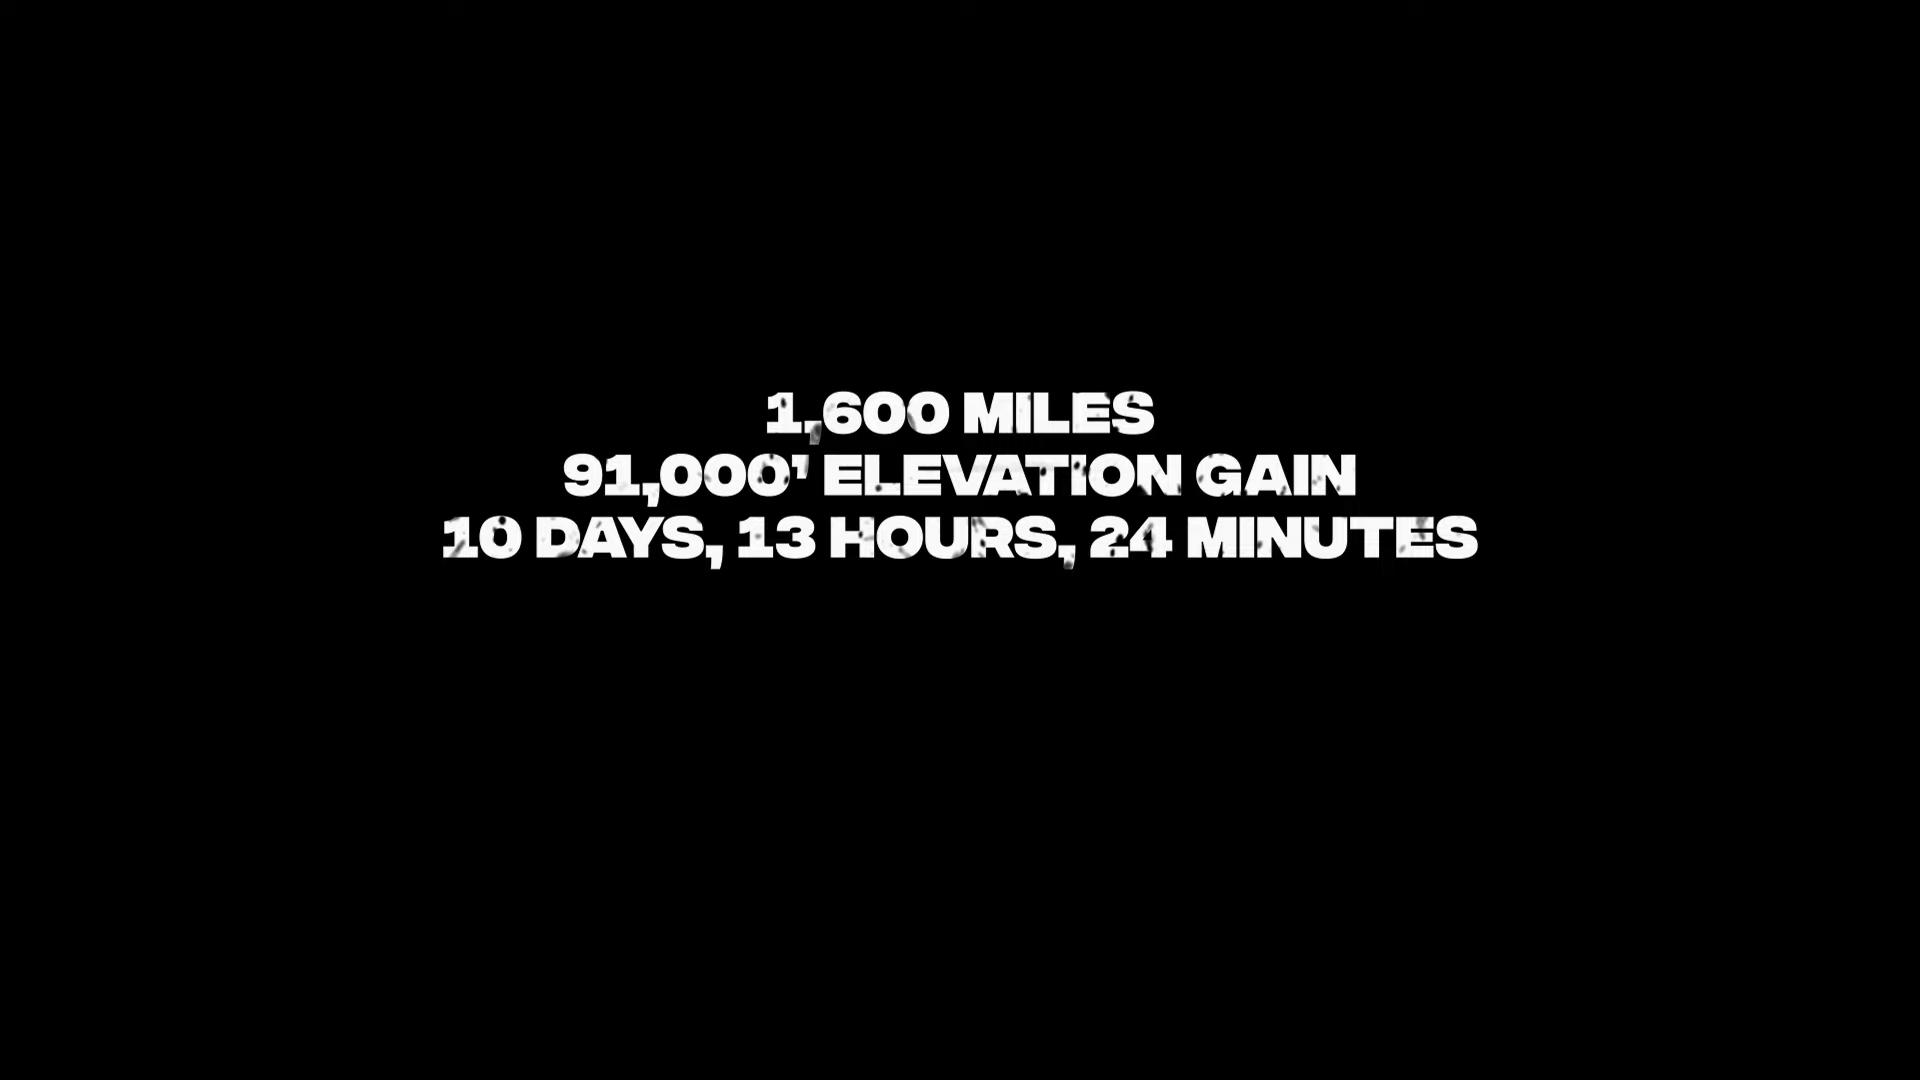 1,600 MILES
91,000' ELEVATION GAIN
10 DAYS, 13 HOURS, 24 MINUTES